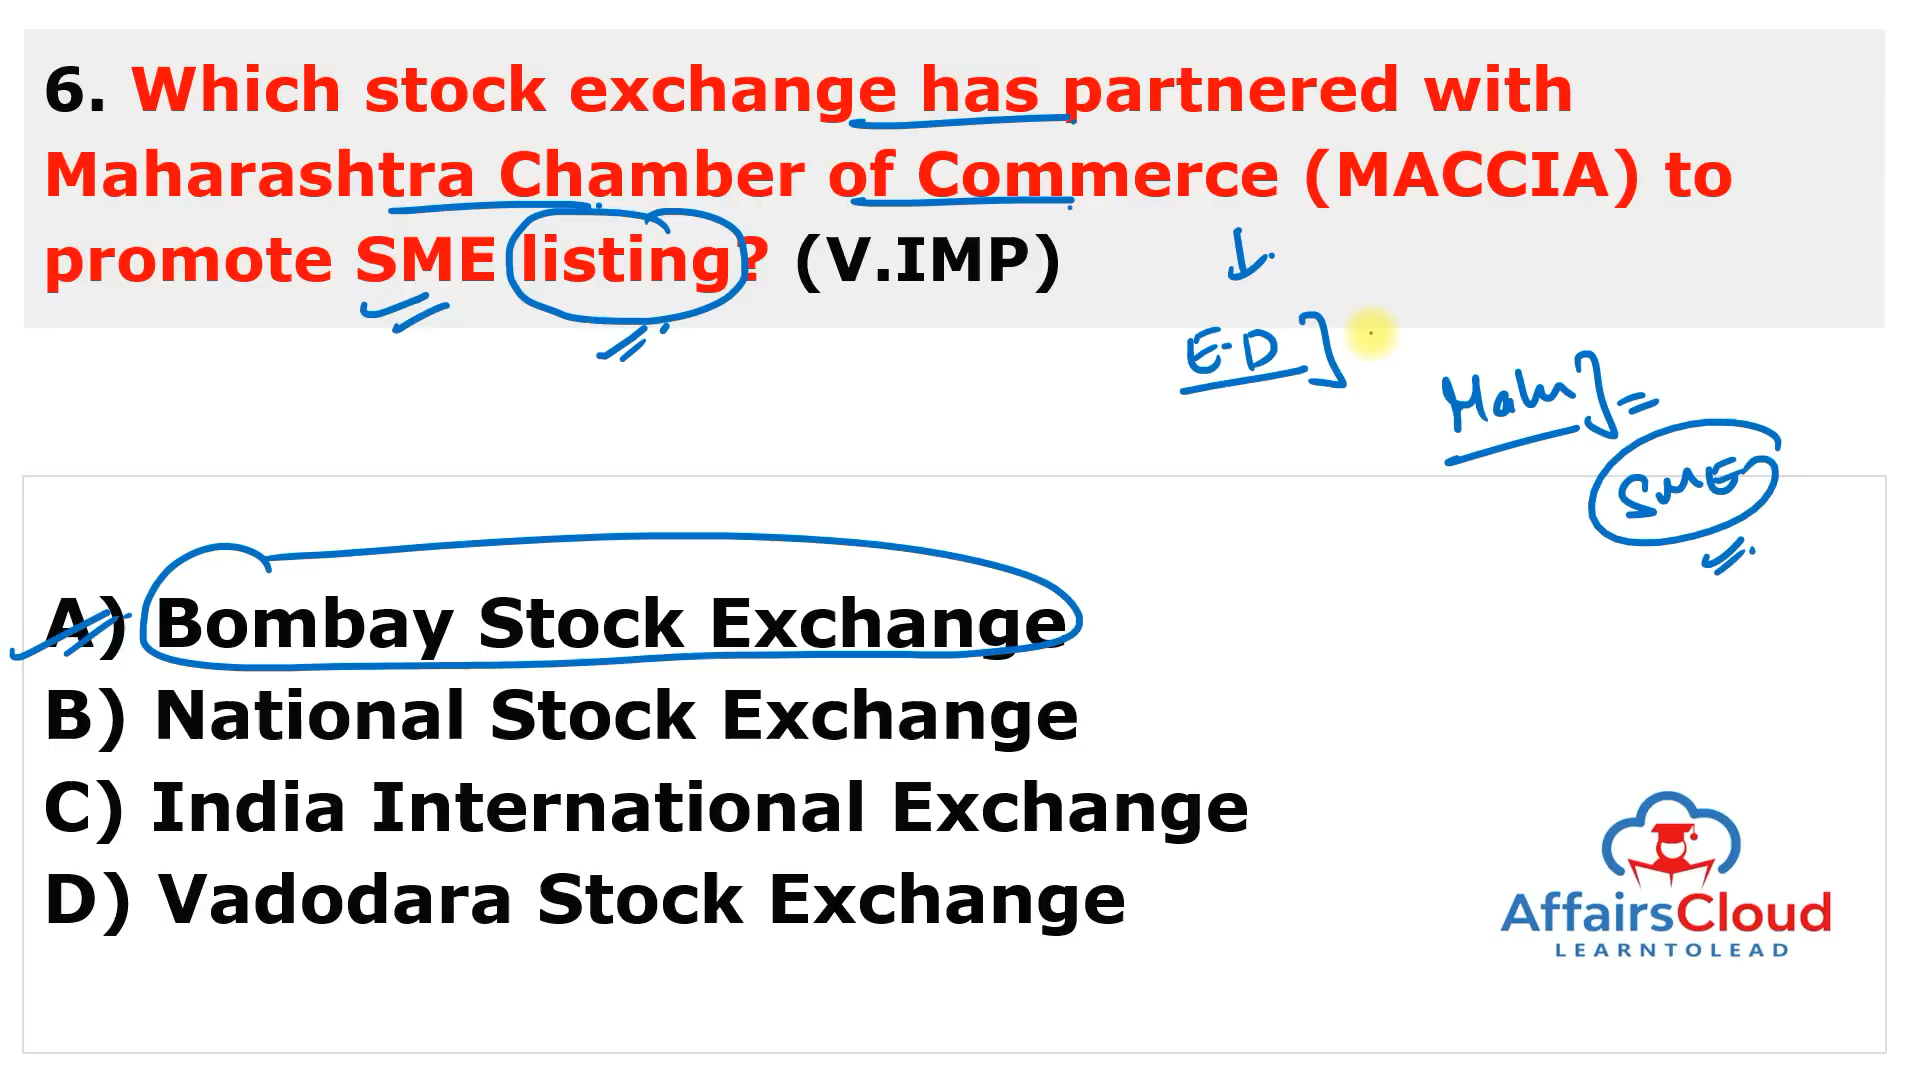 6. Which stock exchange has partnered with
Maharashtra Chamber of Commerce (MACCIA) to
promote SME listing? (V.IMP)
E.D
SME
A) Bombay Stock Exchange
B) National Stock Exchange
C) India International Exchange
D) Vadodara Stock Exchange
AffairsCloud
LEARNTOLEAD